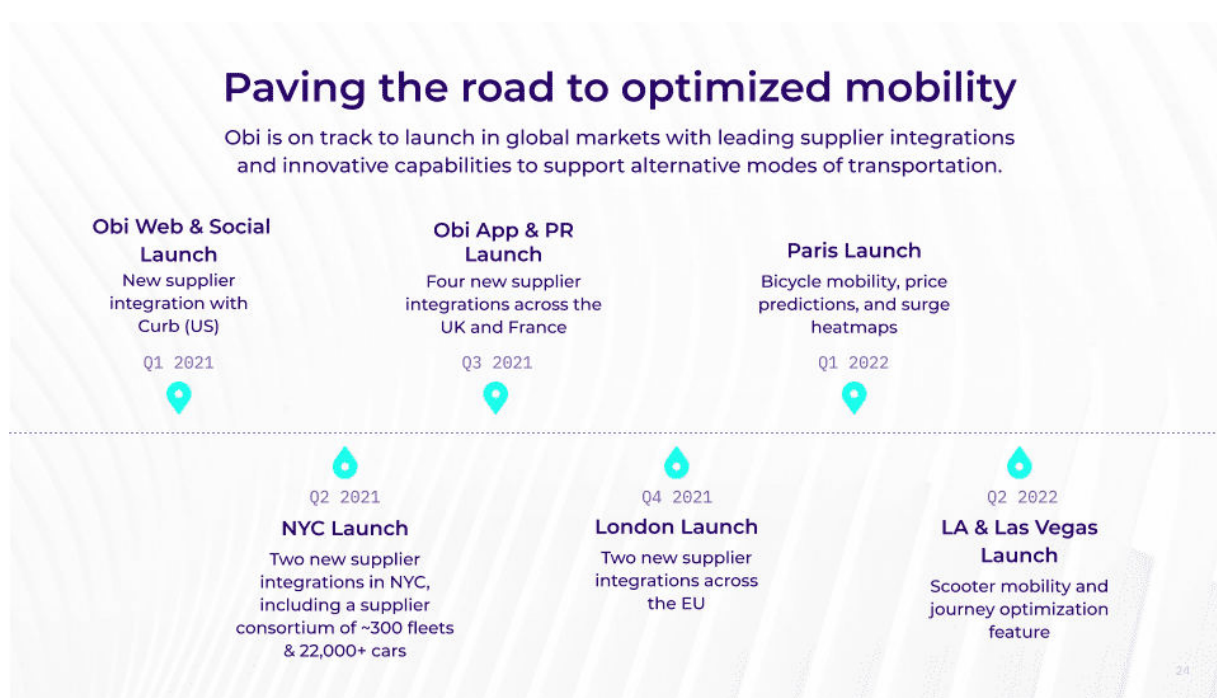 Paving the road to optimized mobility
Obi is on track to launch in global markets with leading supplier integrations
and innovative capabilities to support alternative modes of transportation.
Obi Web & Social
Launch
New supplier
integration with
Curb (US)
Q1 2021
Obi App & PR
Launch
Four new supplier
integrations across the
UK and France
Q3 2021
Paris Launch
Bicycle mobility, price
predictions, and surge
heatmaps
Q1 2022
Q2 2021
NYC Launch
Two new supplier
integrations in NYC,
including a supplier
consortium of ~300 fleets
& 22,000+ cars
Q4 2021
London Launch
Two new supplier
integrations across
the EU
Q2 2022
LA & Las Vegas
Launch
Scooter mobility and
journey optimization
feature
24